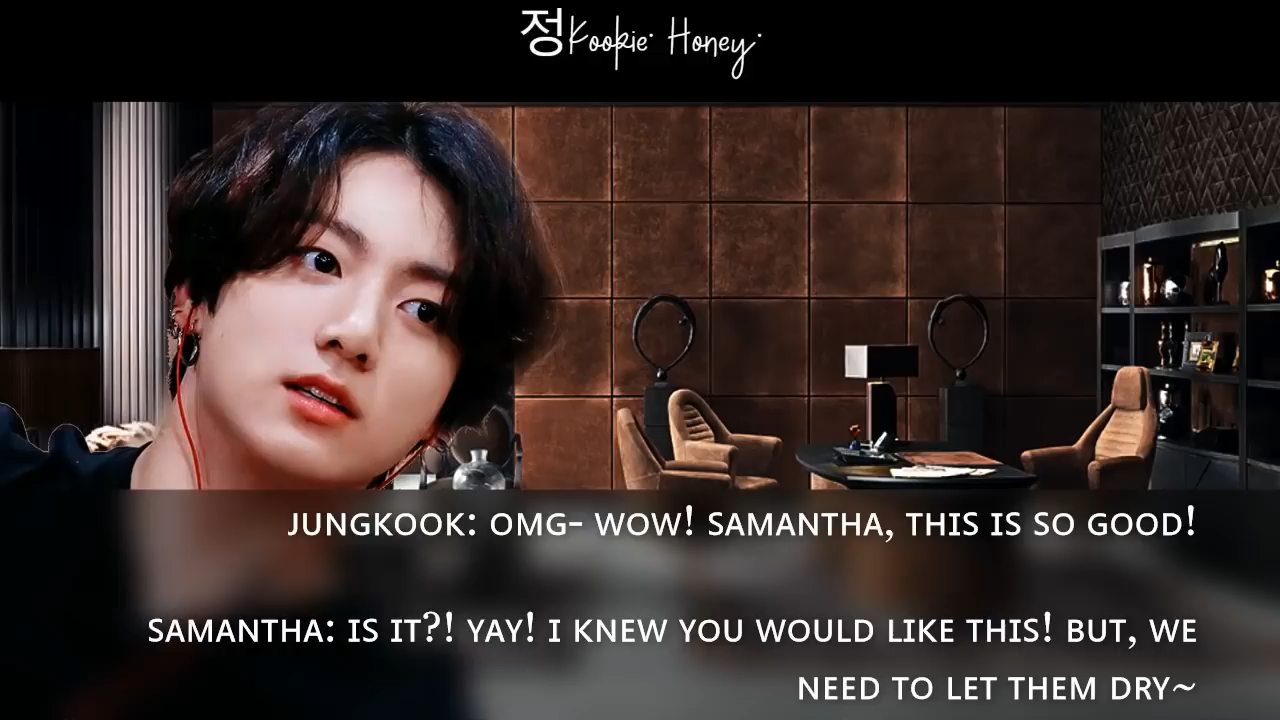 정Kookie Honey
JUNGKOOK: OMG- WOW! SAMANTHA, THIS IS SO GOOD!
SAMANTHA: IS IT?! YAY! I KNEW YOU WOULD LIKE THIS! BUT, WE
NEED TO LET THEM DRY~